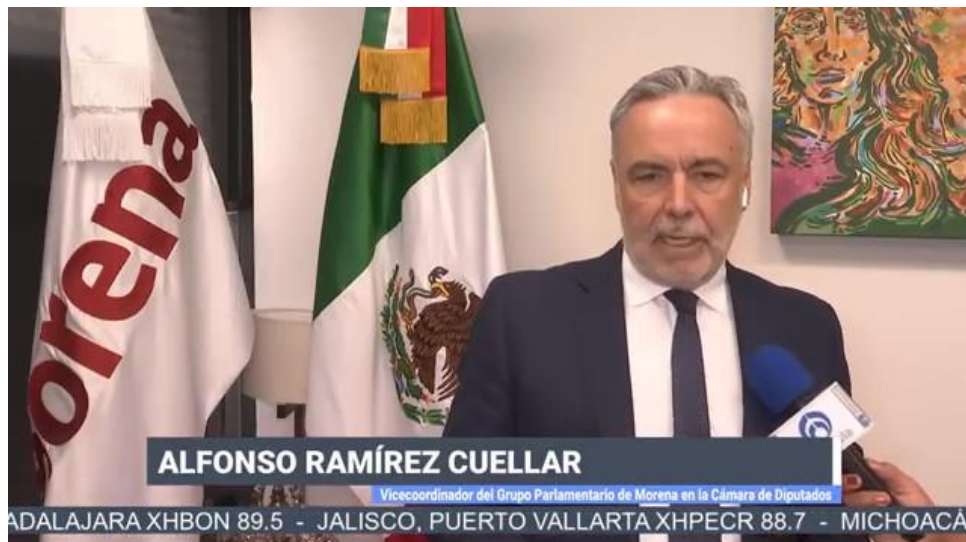 morena
ALFONSO RAMÍREZ CUELLAR
Vicecoordinador del Grupo Parlamentario de Morena en la Cámara de Diputados
ADALAJARA XHBON 89.5 - JALISCO, PUERTO VALLARTA XHPECR 88.7 - MICHOACÁ